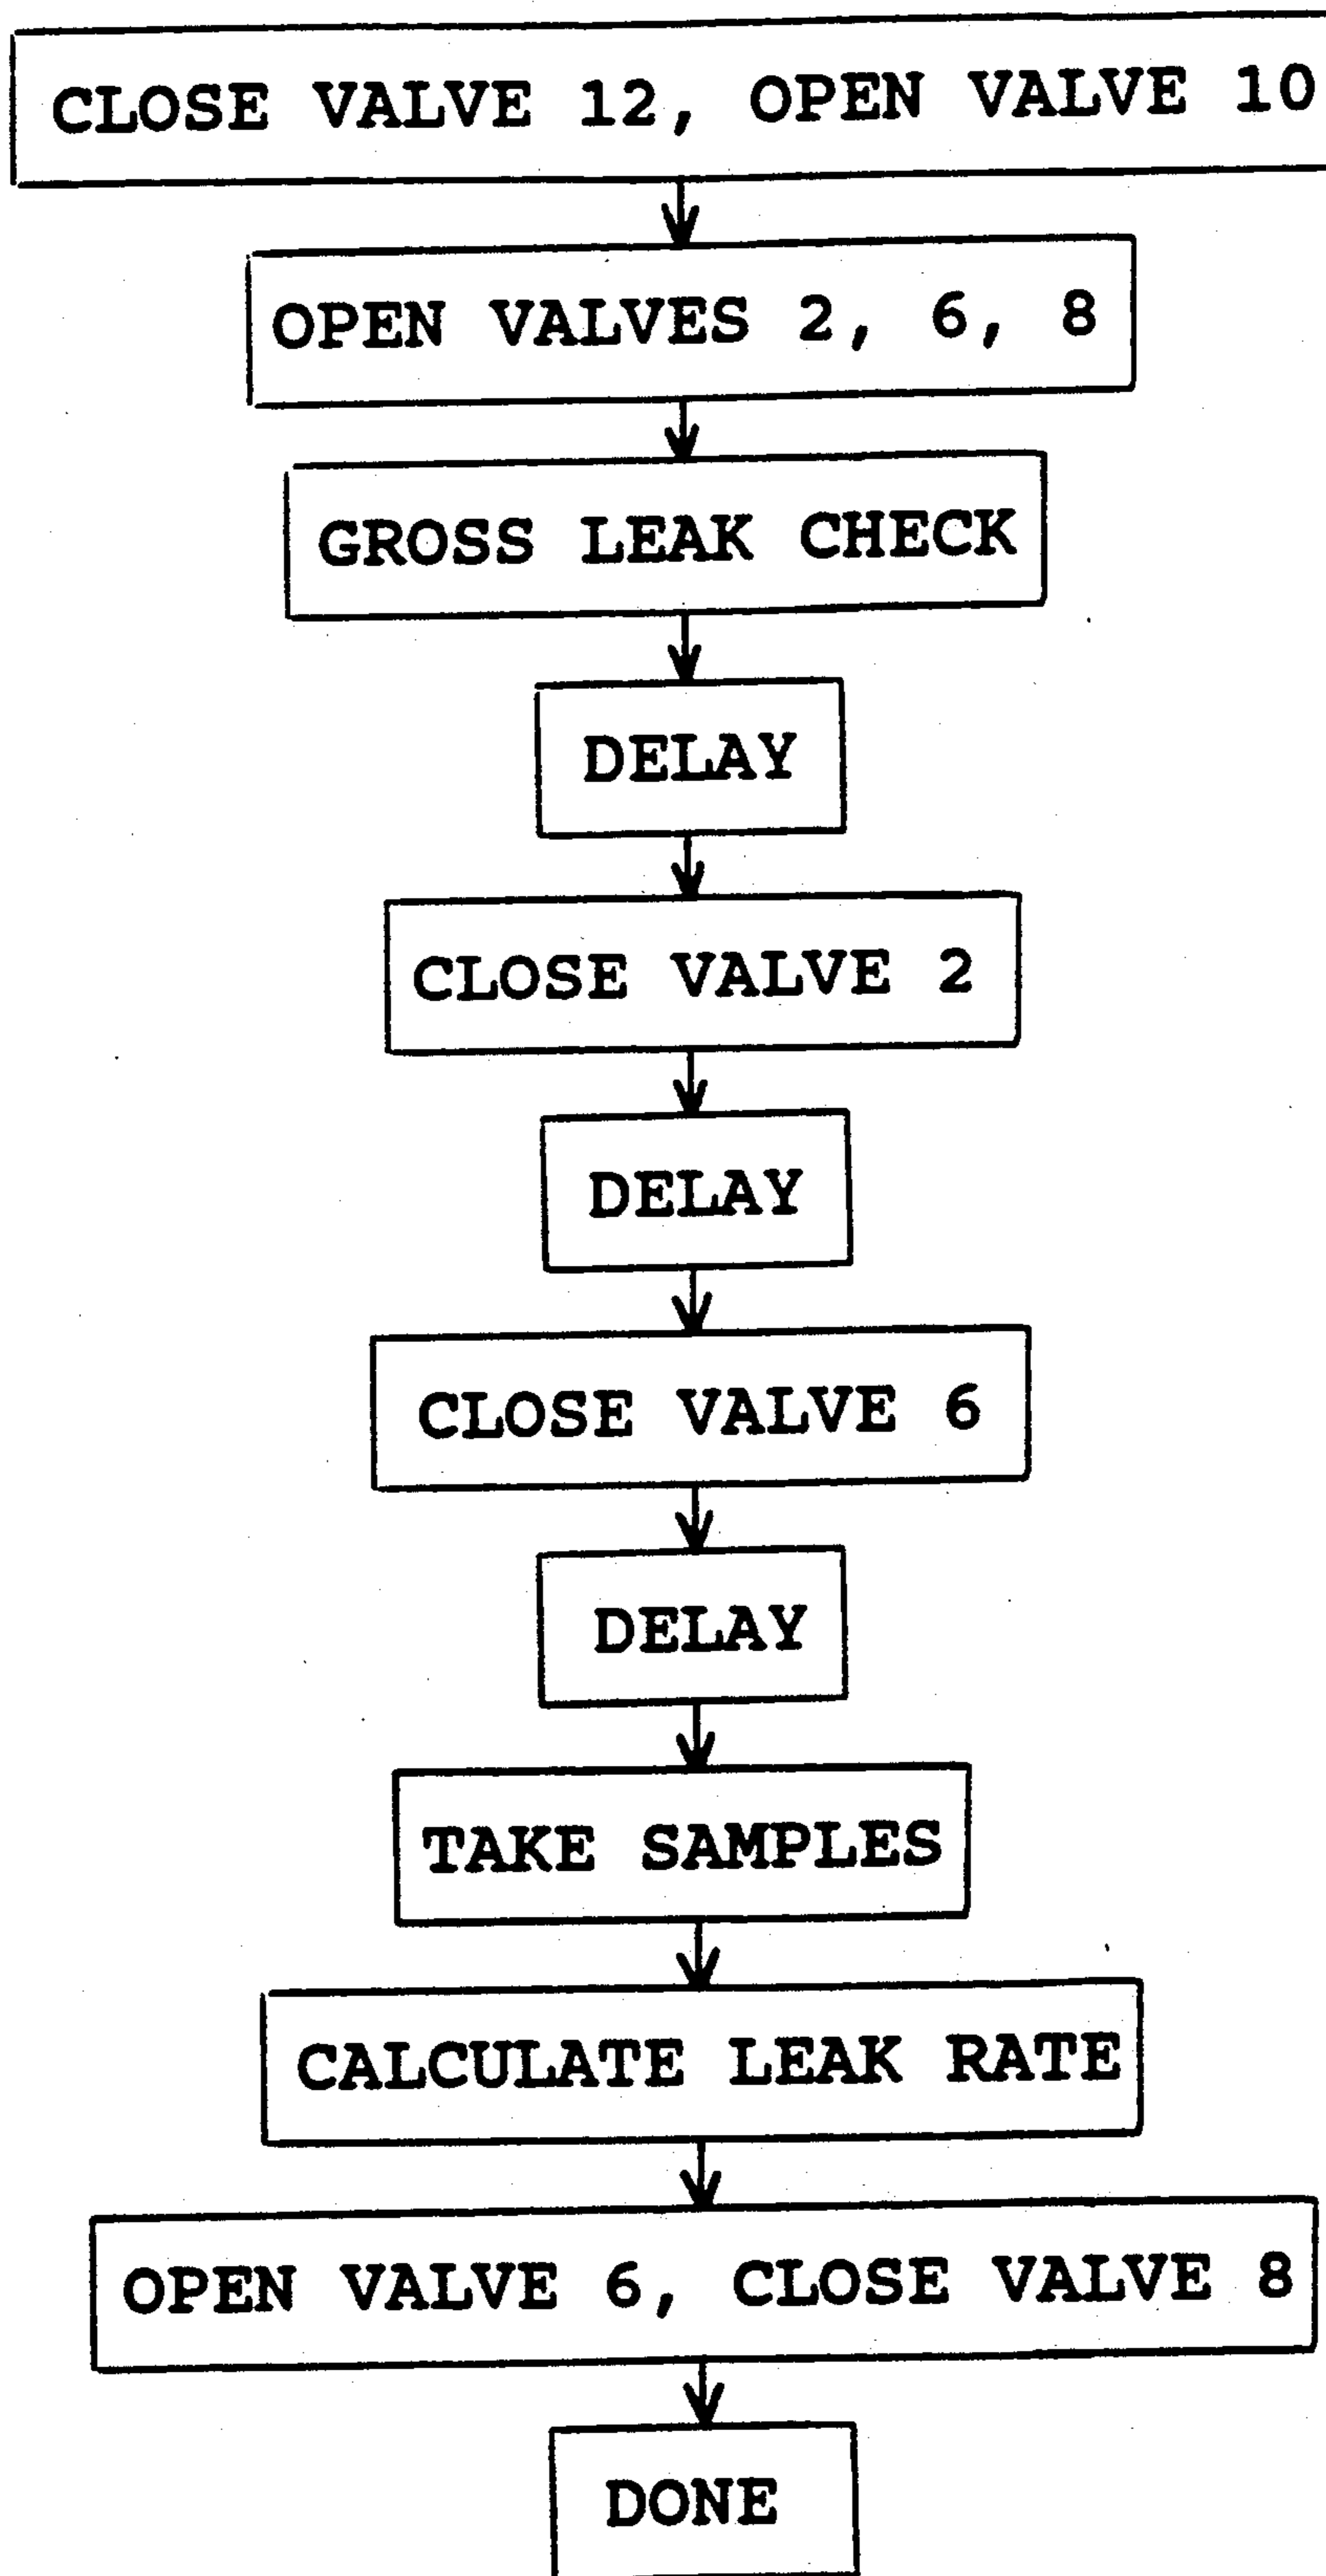 CLOSE VALVE 12, OPEN VALVE 10
OPEN VALVES 2, 6, 8
GROSS LEAK CHECK
DELAY
CLOSE VALVE 2
DELAY
CLOSE VALVE 6
DELAY
TAKE SAMPLES
CALCULATE LEAK RATE
OPEN VALVE 6, CLOSE VALVE 8
DONE